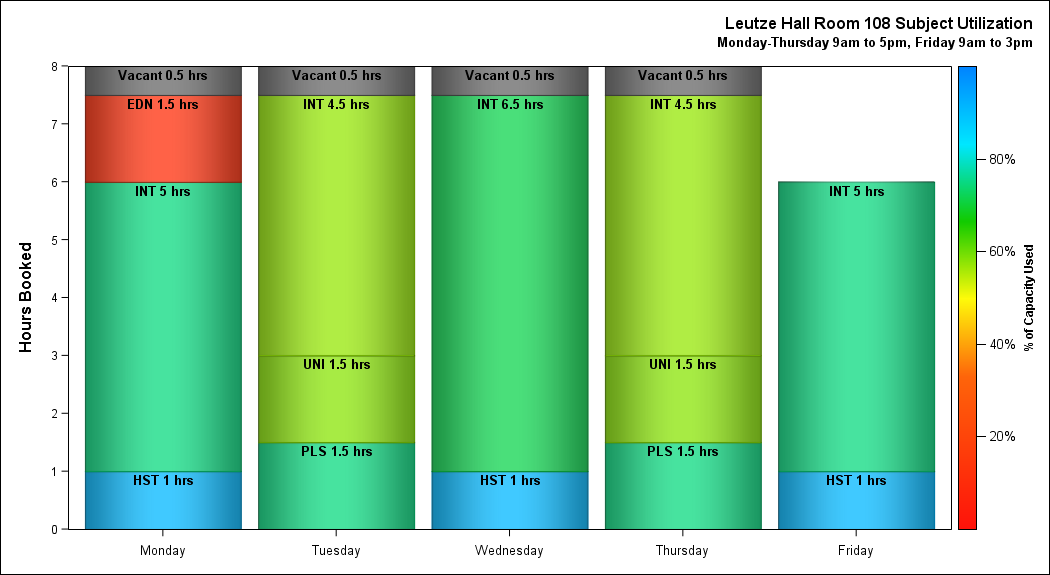 Leutze Hall Room 108 Subject Utilization
Monday-Thursday 9am to 5pm, Friday 9am to 3pm
Hours Booked
8
7
6
5
4
3
2
1
0
Vacant 0.5 hrs
EDN 1.5 hrs
INT 5 hrs
HST 1 hrs
Vacant 0.5 hrs
INT 4.5 hrs
UNI 1.5 hrs
PLS 1.5 hrs
Vacant 0.5 hrs
INT 6.5 hrs
HST 1 hrs
Vacant 0.5 hrs
INT 4.5 hrs
UNI 1.5 hrs
PLS 1.5 hrs
INT 5 hrs
HST 1 hrs
Monday
Tuesday
Wednesday
Thursday
Friday
80%
60%
40%
20%
% of Capacity Used